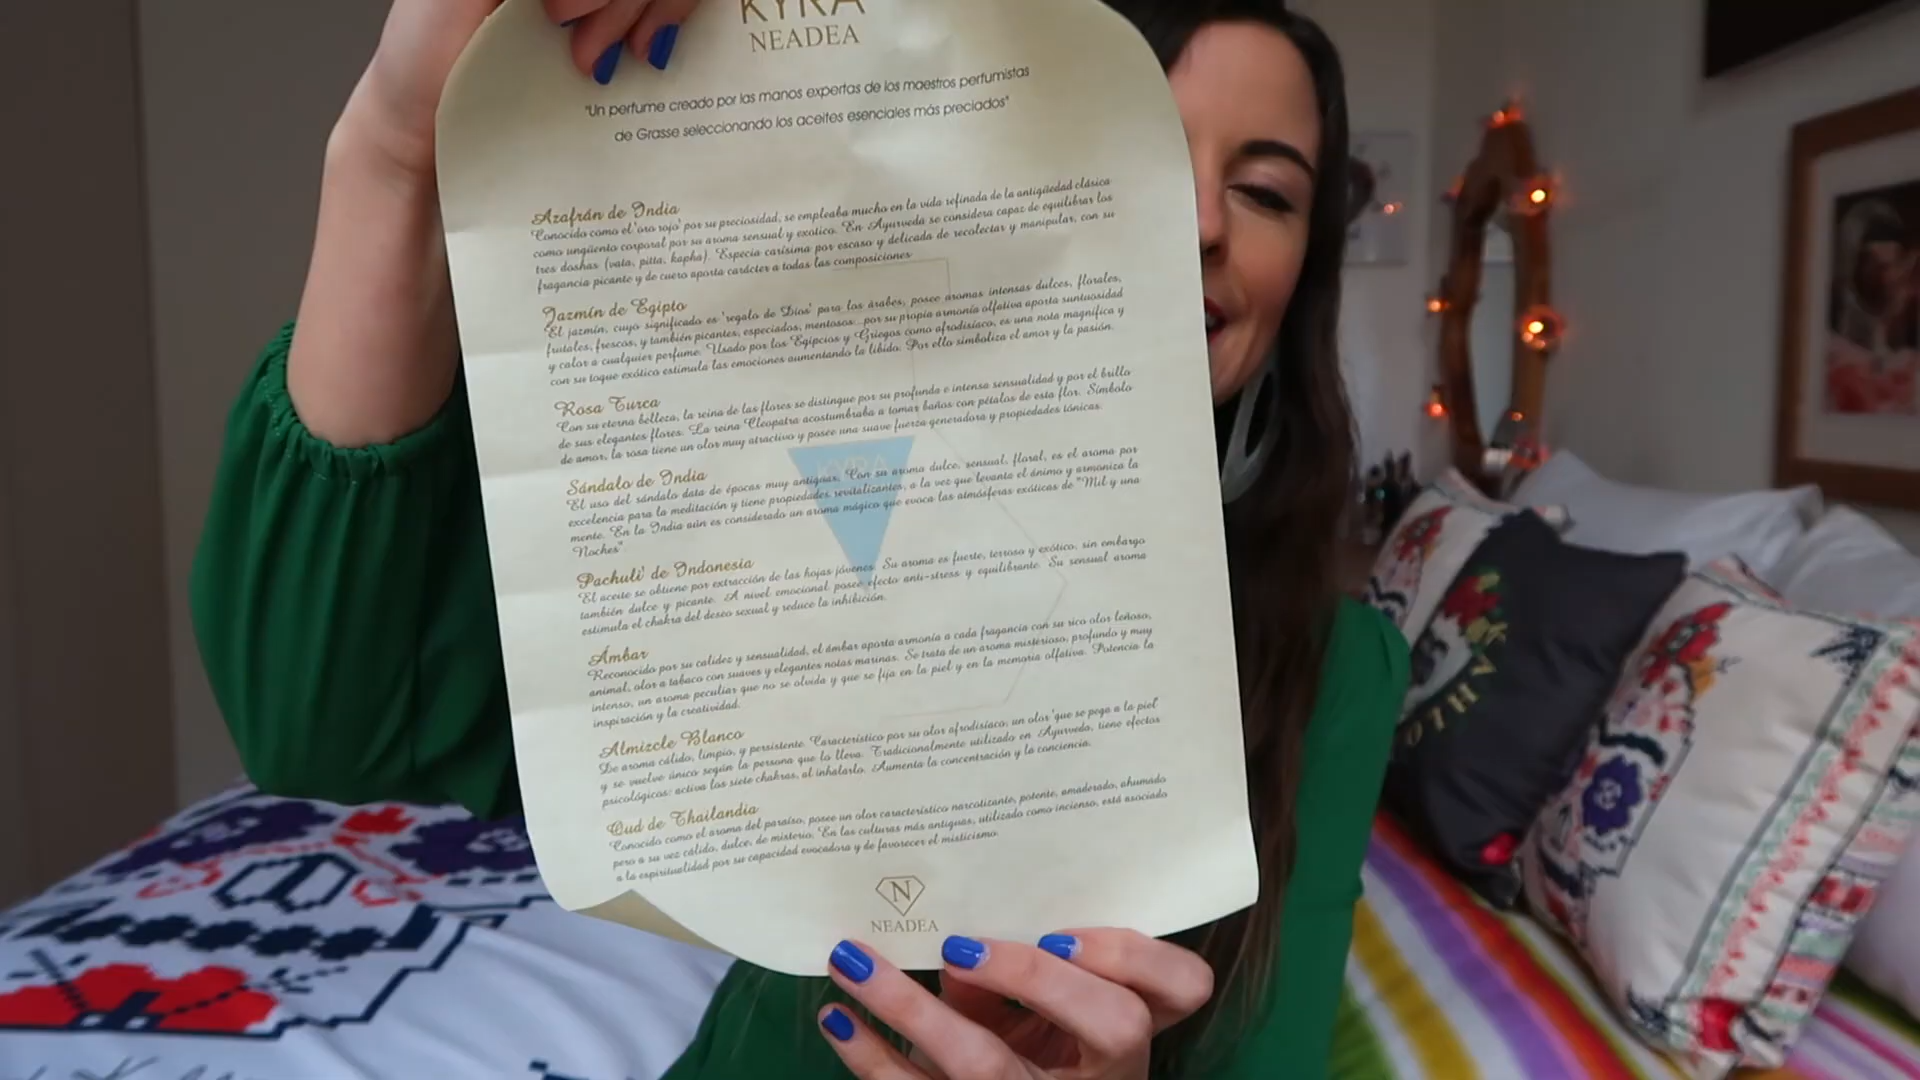 KYRA
NEADEA
"Un perfume creado por las manos expertas de los maestros perfumistas
de Grasse seleccionando los aceites esenciales más preciados"
Azafrán de India
Conocido como el 'oro rojo' por su preciosidad, se empleaba mucho en la vida refinada de la antigüedad clásica
como ungüento corporal por su aroma sensual y exótico. En Ayurveda se considera capaz de equilibrar los
tres doshas (vata, pitta, kapha). Especia carísima por escaso y delicada de recolectar y manipular, con su
fragancia picante y de cuero aporta carácter a todas las composiciones
Jazmín de Egipto
El jazmín, cuyo significado es 'regalo de Dios' para los árabes, posee aromas intensas dulces, florales,
frutales, frescos, y también picantes, especiados, mentosos...por su propia armonía olfativa aporta suntuosidad
y calor a cualquier perfume. Usado por los Egipcios y Griegos como afrodisíaco, es una nota magnífica y
con su toque exótico estimula las emociones aumentando la libido. Por ello simboliza el amor y la pasión.
Rosa Turca
Con su eterna belleza, la reina de las flores se distingue por su profunda e intensa sensualidad y por el brillo
de sus elegantes flores. La reina Cleopatra acostumbraba a tomar baños con pétalos de esta flor. Símbolo
de amor, la rosa tiene un olor muy atractivo y posee una suave fuerza generadora y propiedades tónicas.
Sándalo de India
El uso del sándalo data de épocas muy antiguas. Con su aroma dulce, sensual, floral, es el aroma por
excelencia para la meditación y tiene propiedades revitalizantes, a la vez que levanta el ánimo y armoniza la
mente. En la India aún es considerado un aroma mágico que evoca las atmósferas exóticas de "Mil y una
Noches"
Pachulí de Indonesia
El aceite se obtiene por extracción de las hojas jóvenes. Su aroma es fuerte, terroso y exótico, sin embargo
también dulce y picante. A nivel emocional posee efecto anti-stress y equilibrante. Su sensual aroma
estimula el chakra del deseo sexual y reduce la inhibición.
Ámbar
Reconocido por su calidez y sensualidad, el ámbar aporta armonía a cada fragancia con su rico olor leñoso,
animal, olor a tabaco con suaves y elegantes notas marinas. Se trata de un aroma misterioso, profundo y muy
intenso, un aroma peculiar que no se olvida y que se fija en la piel y en la memoria olfativa. Potencia la
inspiración y la creatividad.
Almizcle Blanco
De aroma cálido, limpio, y persistente. Característico por su olor afrodisíaco, un olor 'que se pega a la piel'
y se vuelve único según la persona que lo lleva. Tradicionalmente utilizado en Ayurveda, tiene efectos
psicológicos: activa los siete chakras, al inhalarlo. Aumenta la concentración y la conciencia.
Oud de Thailandia
Conocido como el aroma del paraíso, posee un olor característico narcotizante, potente, amaderado, ahumado
pero a su vez cálido, dulce, de misterio. En las culturas más antiguas, utilizado como incienso, está asociado
a la espiritualidad por su capacidad evocadora y de favorecer el misticismo.
N
NEADEA